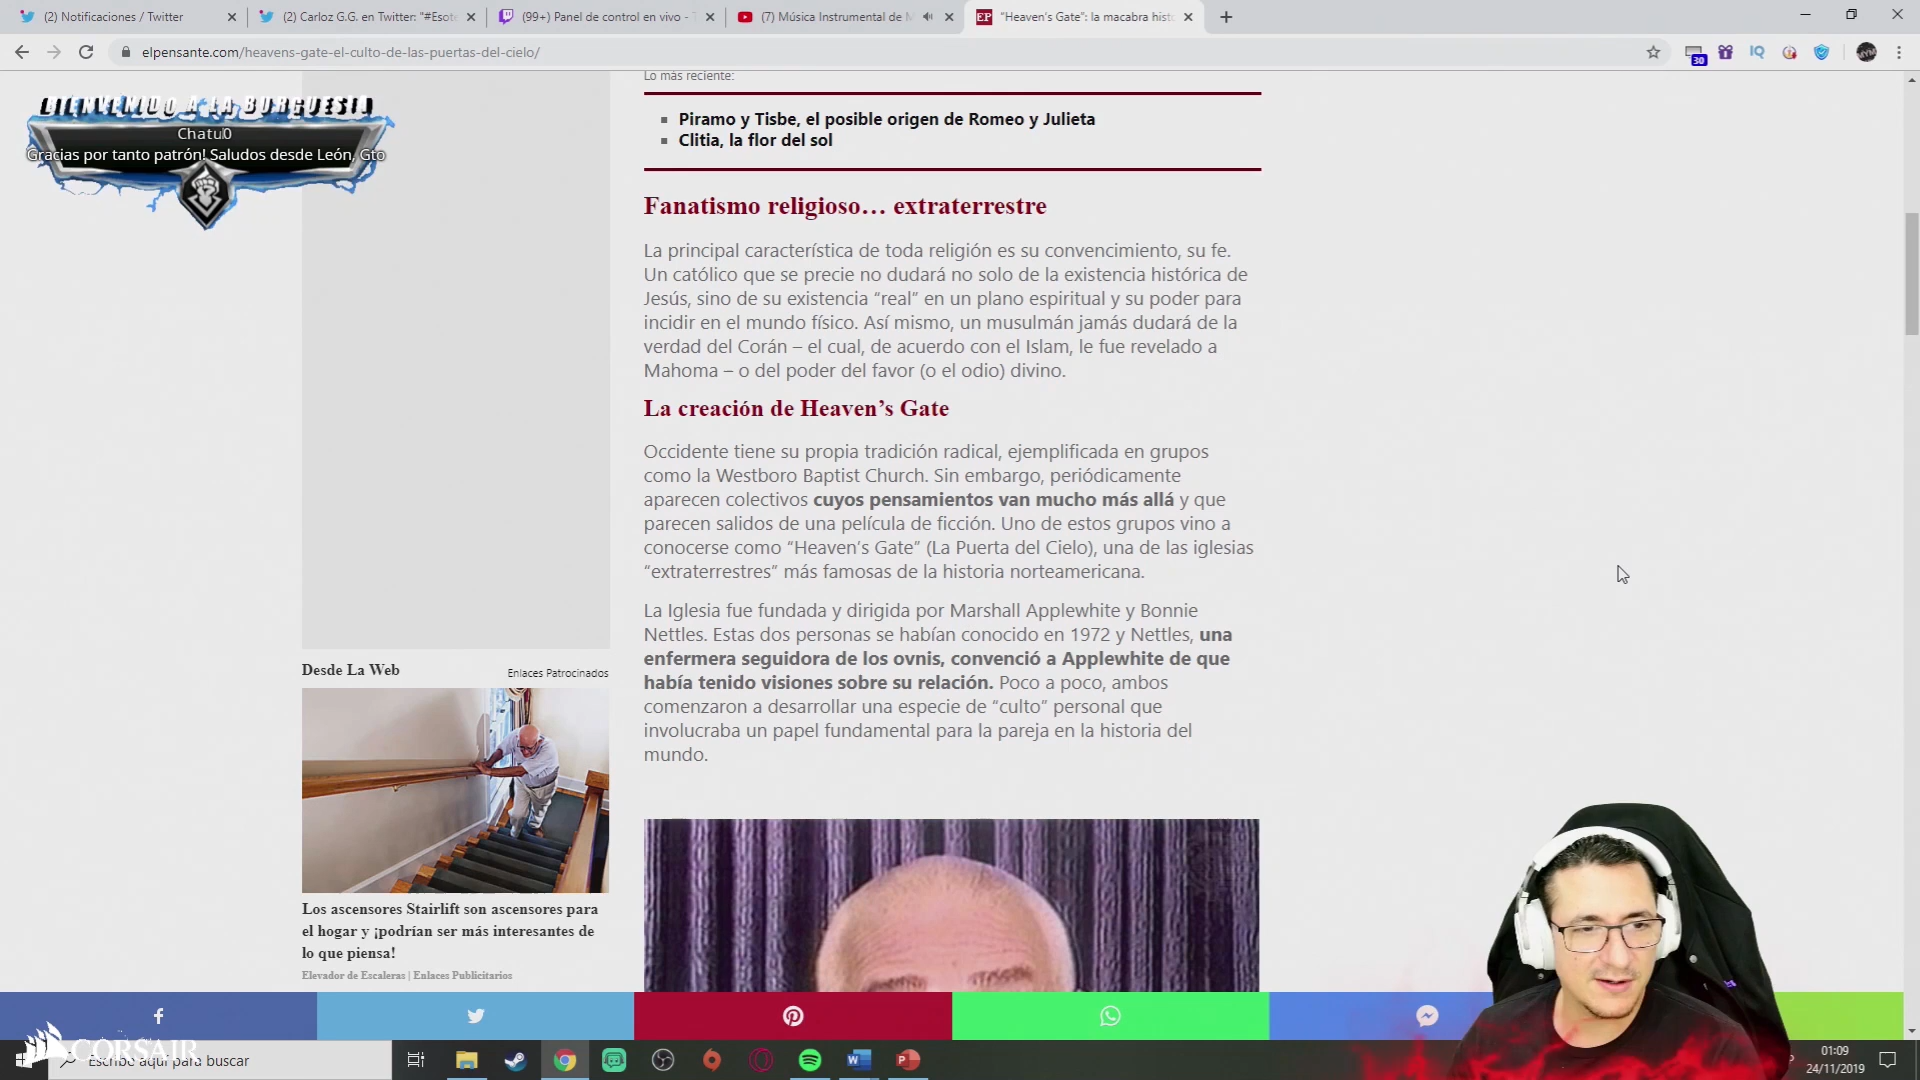 (2) Notificaciones / Twitter
(2) Carloz G.G. en Twitter: "#Esote
(99+) Panel de control en vivo - T
(7) Música Instrumental de M
"Heaven's Gate": la macabra histo
elpensante.com/heavens-gate-el-culto-de-las-puertas-del-cielo/
30
IQ
Lo más reciente:
BIENVENIDO A LA BURGUESIA
Chatu0
Gracias por tanto patrón! Saludos desde León, Gto
Piramo y Tisbe, el posible origen de Romeo y Julieta
Clitia, la flor del sol
Fanatismo religioso… extraterrestre
La principal característica de toda religión es su convencimiento, su fe.
Un católico que se precie no dudará no solo de la existencia histórica de
Jesús, sino de su existencia “real” en un plano espiritual y su poder para
incidir en el mundo físico. Así mismo, un musulmán jamás dudará de la
verdad del Corán – el cual, de acuerdo con el Islam, le fue revelado a
Mahoma – o del poder del favor (o el odio) divino.
La creación de Heaven’s Gate
Occidente tiene su propia tradición radical, ejemplificada en grupos
como la Westboro Baptist Church. Sin embargo, periódicamente
aparecen colectivos cuyos pensamientos van mucho más allá y que
parecen salidos de una película de ficción. Uno de estos grupos vino a
conocerse como “Heaven’s Gate” (La Puerta del Cielo), una de las iglesias
“extraterrestres” más famosas de la historia norteamericana.
La Iglesia fue fundada y dirigida por Marshall Applewhite y Bonnie
Nettles. Estas dos personas se habían conocido en 1972 y Nettles, una
enfermera seguidora de los ovnis, convenció a Applewhite de que
había tenido visiones sobre su relación. Poco a poco, ambos
comenzaron a desarrollar una especie de “culto” personal que
involucraba un papel fundamental para la pareja en la historia del
mundo.
Desde La Web
Enlaces Patrocinados
Los ascensores Stairlift son ascensores para
el hogar y ¡podrían ser más interesantes de
lo que piensa!
Elevador de Escaleras | Enlaces Publicitarios
CORSAIR
Escribe aquí para buscar
01:09
24/11/2019